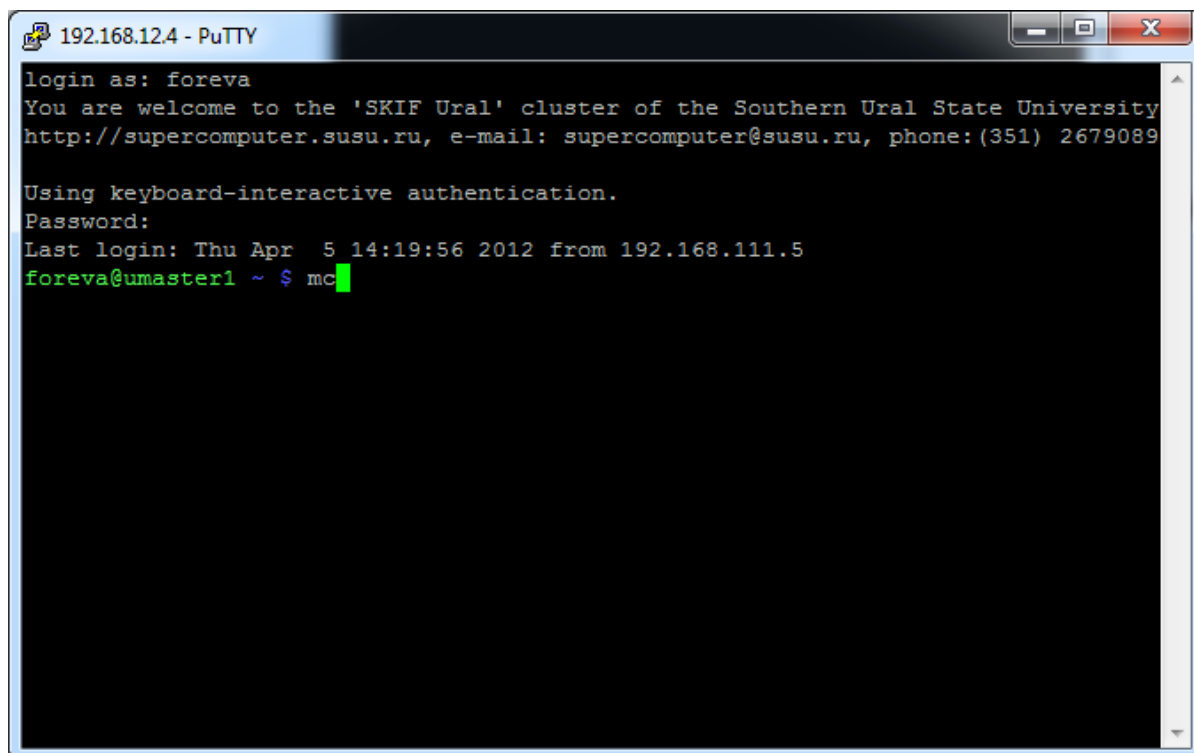 192.168.12.4 - PuTTY
login as: foreva
You are welcome to the 'SKIF Ural' cluster of the Southern Ural State University
http://supercomputer.susu.ru, e-mail: supercomputer@susu.ru, phone:(351) 2679089
Using keyboard-interactive authentication.
Password:
Last login: Thu Apr  5 14:19:56 2012 from 192.168.111.5
foreva@umaster1 ~ $ mc